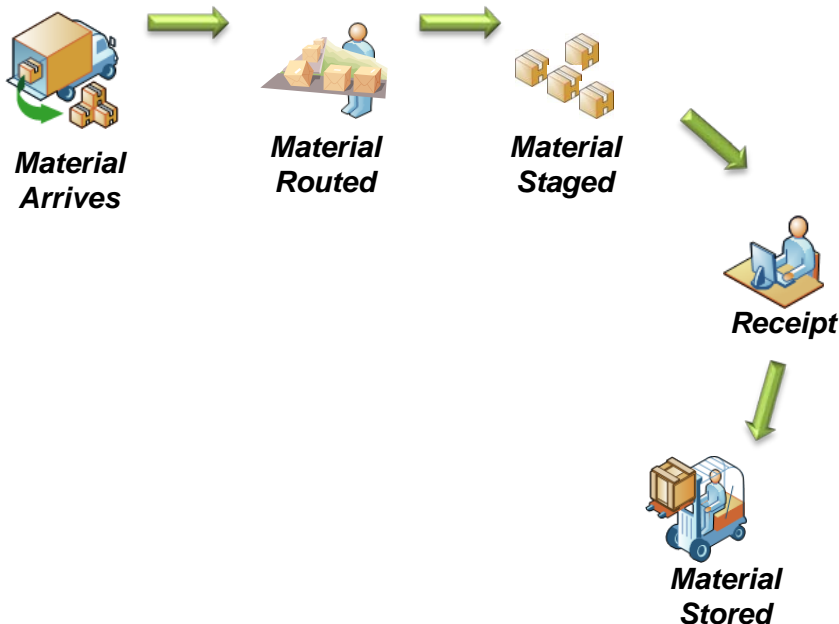 Material
Arrives
Material
Routed
Material
Staged
Receipt
Material
Stored